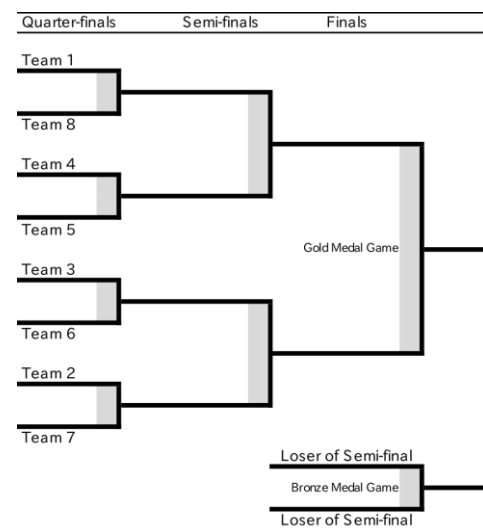 Quarter-finals Semi-finals Finals
Team 1
Team 8
Team 4
Team 5
Gold Medal Game
Team 3
Team 6
Team 2
Team 7
Loser of Semi-final
Bronze Medal Game
Loser of Semi-final